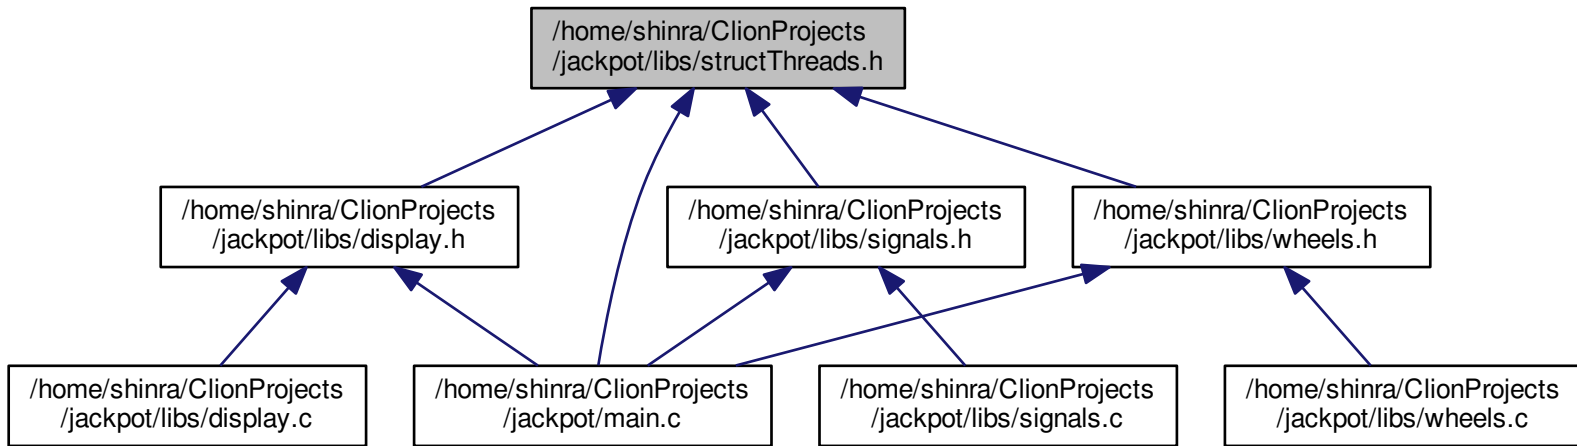 /home/shinra/ClionProjects
/jackpot/libs/structThreads.h
/home/shinra/ClionProjects
/jackpot/libs/display.h
/home/shinra/ClionProjects
/jackpot/libs/signals.h
/home/shinra/ClionProjects
/jackpot/libs/wheels.h
/home/shinra/ClionProjects
/jackpot/libs/display.c
/home/shinra/ClionProjects
/jackpot/main.c
/home/shinra/ClionProjects
/jackpot/libs/signals.c
/home/shinra/ClionProjects
/jackpot/libs/wheels.c